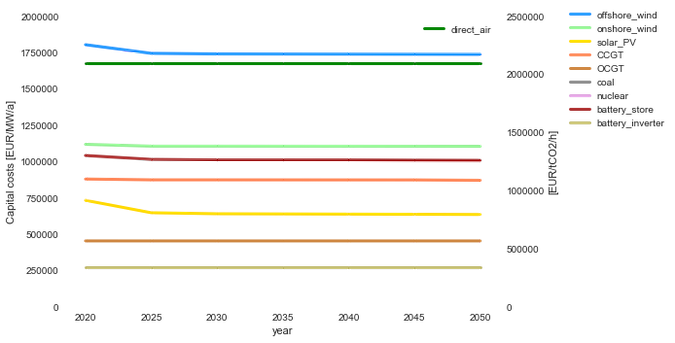 2000000
1750000
1500000
1250000
1000000
750000
500000
250000
0
Capital costs [EUR/MW/a]
2020 2025 2030 2035 2040 2045 2050
year
direct_air
2500000
2000000
1500000
1000000
500000
0
[EUR/tCO2/h]
offshore_wind
onshore_wind
solar_PV
CCGT
OCGT
coal
nuclear
battery_store
battery_inverter